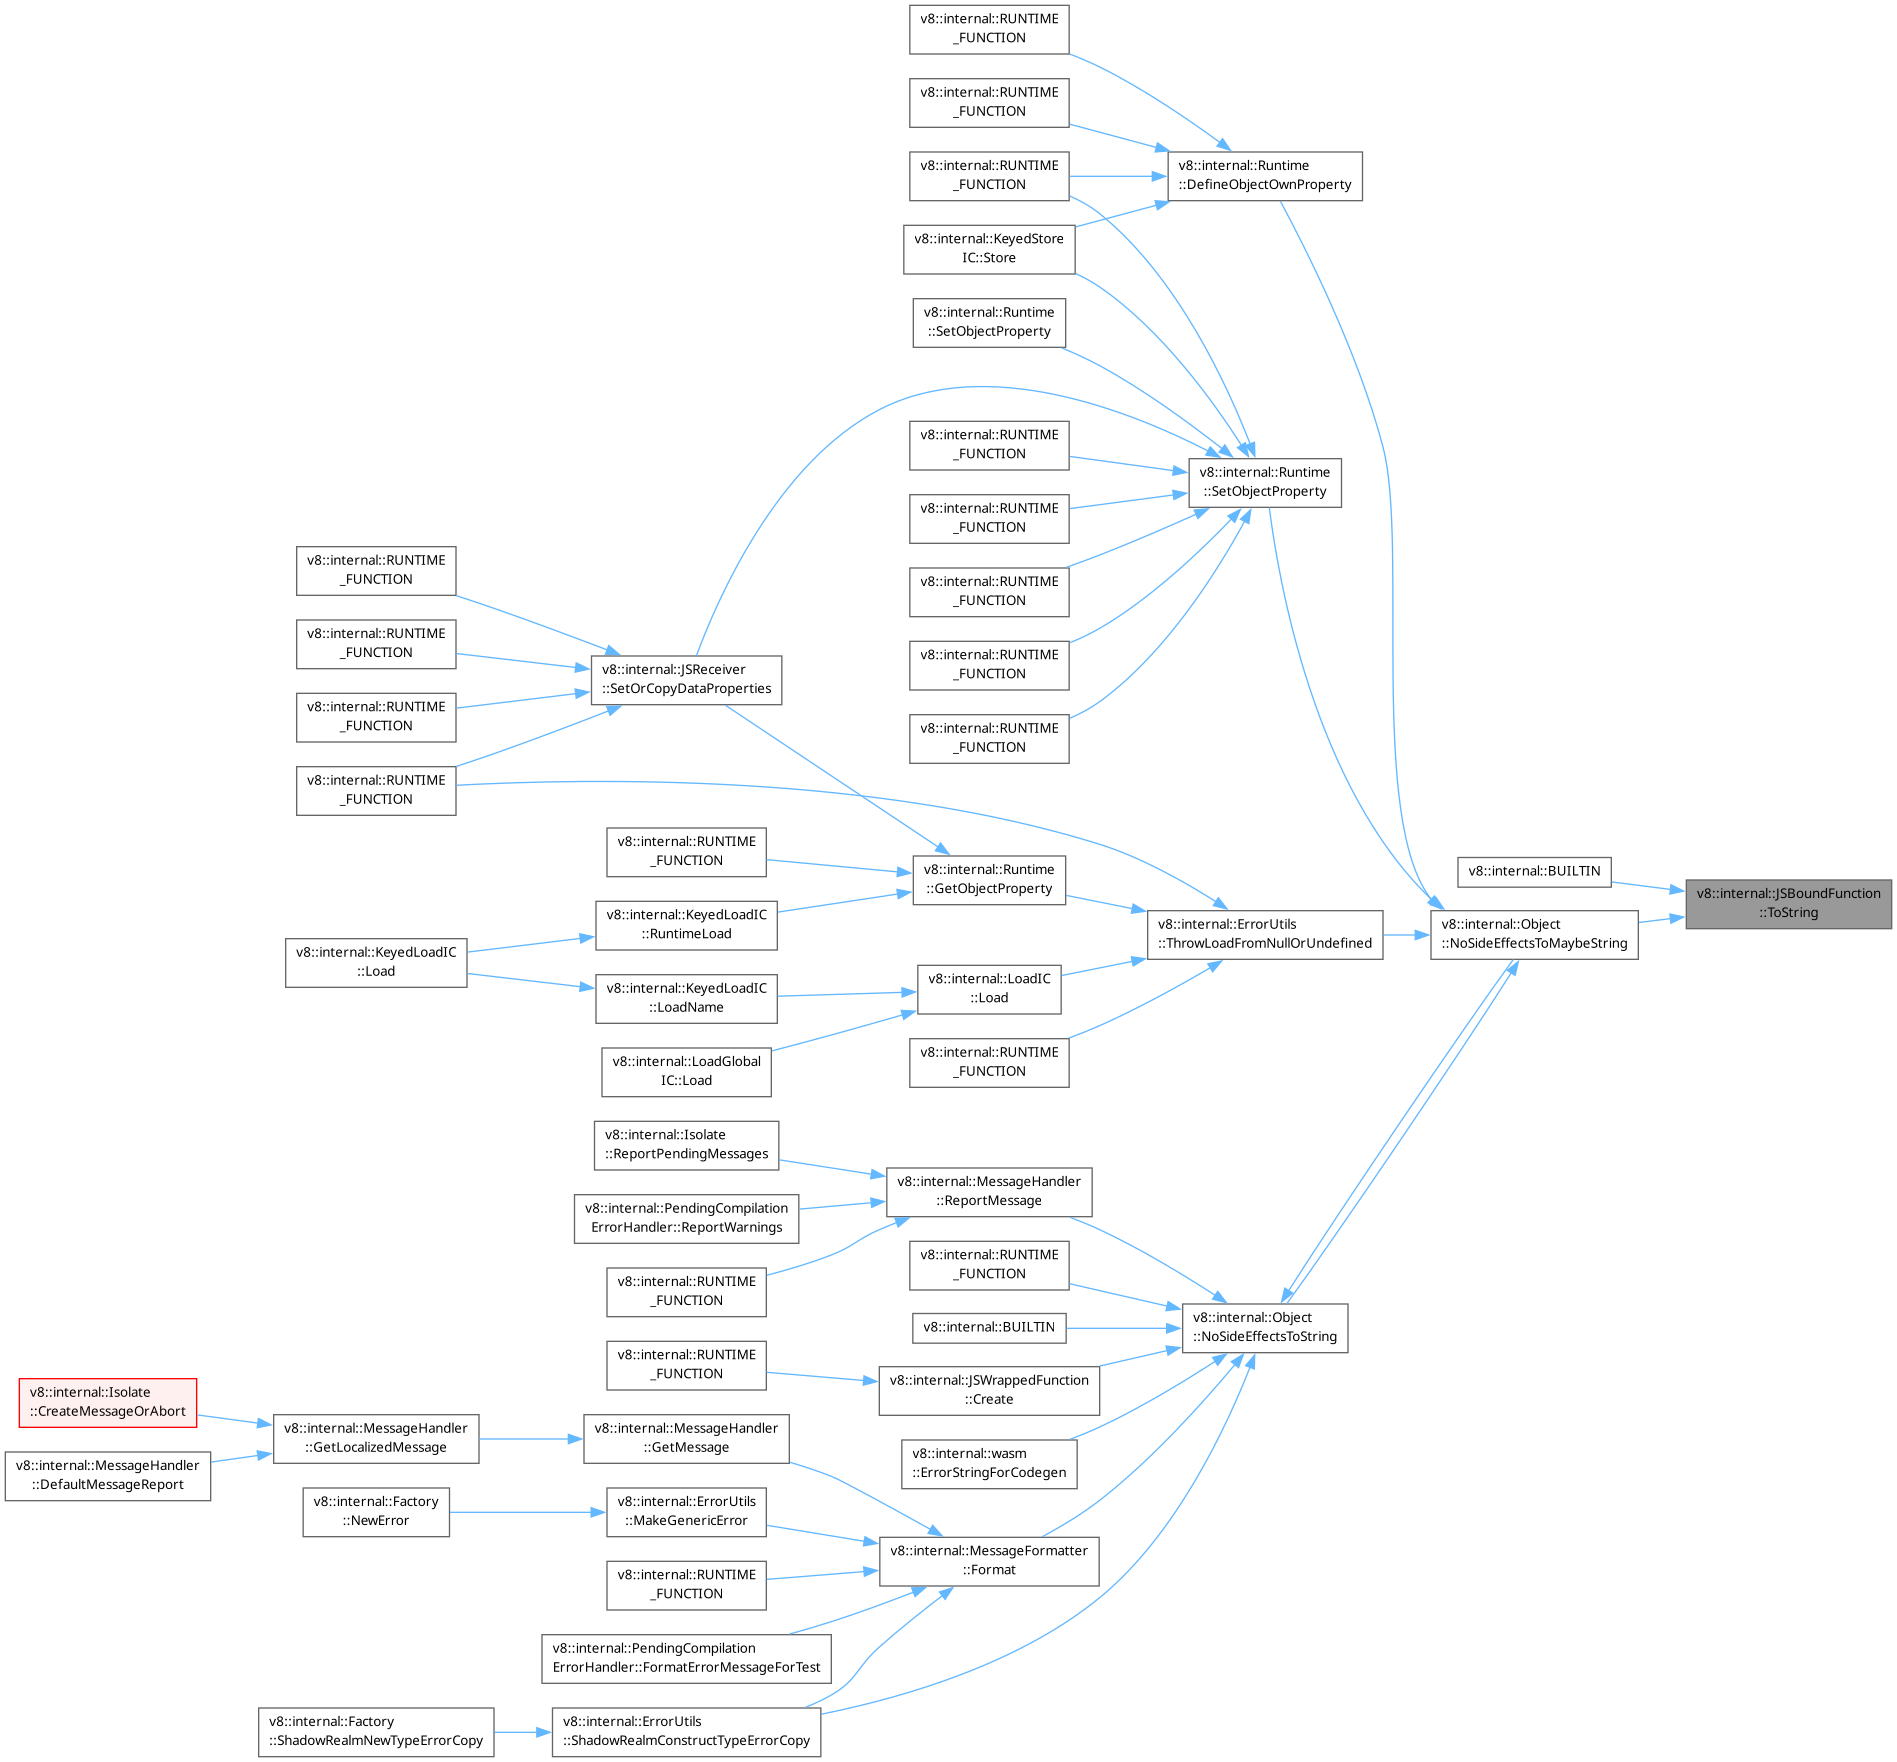 v8::internal::RUNTIME
_FUNCTION
v8::internal::RUNTIME
_FUNCTION
v8::internal::RUNTIME
_FUNCTION
v8::internal::Runtime
::DefineObjectOwnProperty
v8::internal::KeyedStore
IC::Store
v8::internal::Runtime
::SetObjectProperty
v8::internal::RUNTIME
_FUNCTION
v8::internal::Runtime
::SetObjectProperty
v8::internal::RUNTIME
_FUNCTION
v8::internal::RUNTIME
_FUNCTION
v8::internal::RUNTIME
_FUNCTION
v8::internal::RUNTIME
_FUNCTION
v8::internal::RUNTIME
_FUNCTION
v8::internal::RUNTIME
_FUNCTION
v8::internal::JSReceiver
::SetOrCopyDataProperties
v8::internal::RUNTIME
_FUNCTION
v8::internal::RUNTIME
_FUNCTION
v8::internal::RUNTIME
_FUNCTION
v8::internal::Runtime
::GetObjectProperty
v8::internal::BUILTIN
v8::internal::JSBoundFunction
::ToString
v8::internal::KeyedLoadIC
::RuntimeLoad
v8::internal::ErrorUtils
::ThrowLoadFromNullOrUndefined
v8::internal::Object
::NoSideEffectsToMaybeString
v8::internal::KeyedLoadIC
::Load
v8::internal::KeyedLoadIC
::LoadName
v8::internal::LoadIC
::Load
v8::internal::LoadGlobal
IC::Load
v8::internal::RUNTIME
_FUNCTION
v8::internal::Isolate
::ReportPendingMessages
v8::internal::MessageHandler
::ReportMessage
v8::internal::PendingCompilation
ErrorHandler::ReportWarnings
v8::internal::RUNTIME
_FUNCTION
v8::internal::RUNTIME
_FUNCTION
v8::internal::BUILTIN
v8::internal::Object
::NoSideEffectsToString
v8::internal::RUNTIME
_FUNCTION
v8::internal::JSWrappedFunction
::Create
v8::internal::Isolate
::CreateMessageOrAbort
v8::internal::MessageHandler
::GetLocalizedMessage
v8::internal::MessageHandler
::GetMessage
v8::internal::wasm
::ErrorStringForCodegen
v8::internal::MessageHandler
::DefaultMessageReport
v8::internal::Factory
::NewError
v8::internal::ErrorUtils
::MakeGenericError
v8::internal::MessageFormatter
::Format
v8::internal::RUNTIME
_FUNCTION
v8::internal::PendingCompilation
ErrorHandler::FormatErrorMessageForTest
v8::internal::Factory
::ShadowRealmNewTypeErrorCopy
v8::internal::ErrorUtils
::ShadowRealmConstructTypeErrorCopy